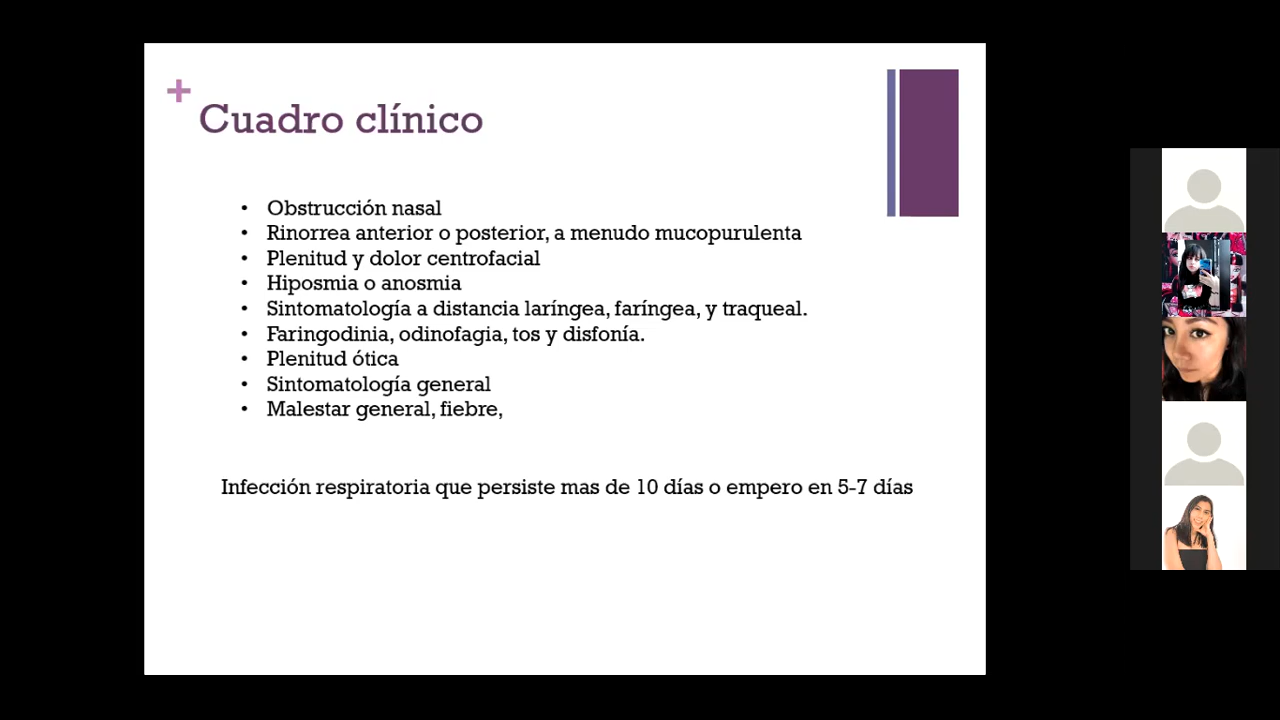 +
Cuadro clínico
• Obstrucción nasal
• Rinorrea anterior o posterior, a menudo mucopurulenta
• Plenitud y dolor centrofacial
• Hiposmia o anosmia
• Sintomatología a distancia laríngea, faríngea, y traqueal.
• Faringodinia, odinofagia, tos y disfonía.
• Plenitud ótica
• Sintomatología general
• Malestar general, fiebre,
Infección respiratoria que persiste mas de 10 días o empero en 5-7 días